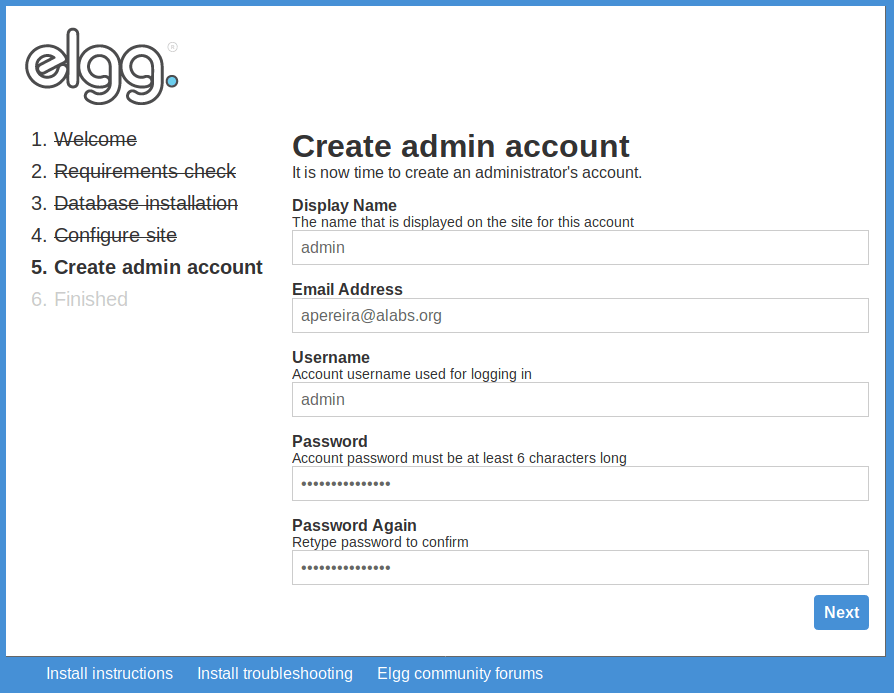 elgg.®
1. Welcome
2. Requirements check
3. Database installation
4. Configure site
5. Create admin account
6. Finished
Create admin account
It is now time to create an administrator's account.
Display Name
The name that is displayed on the site for this account
admin
Email Address
apereira@alabs.org
Username
Account username used for logging in
admin
Password
Account password must be at least 6 characters long
•••••••••••••••
Password Again
Retype password to confirm
•••••••••••••••
Next
Install instructions Install troubleshooting Elgg community forums